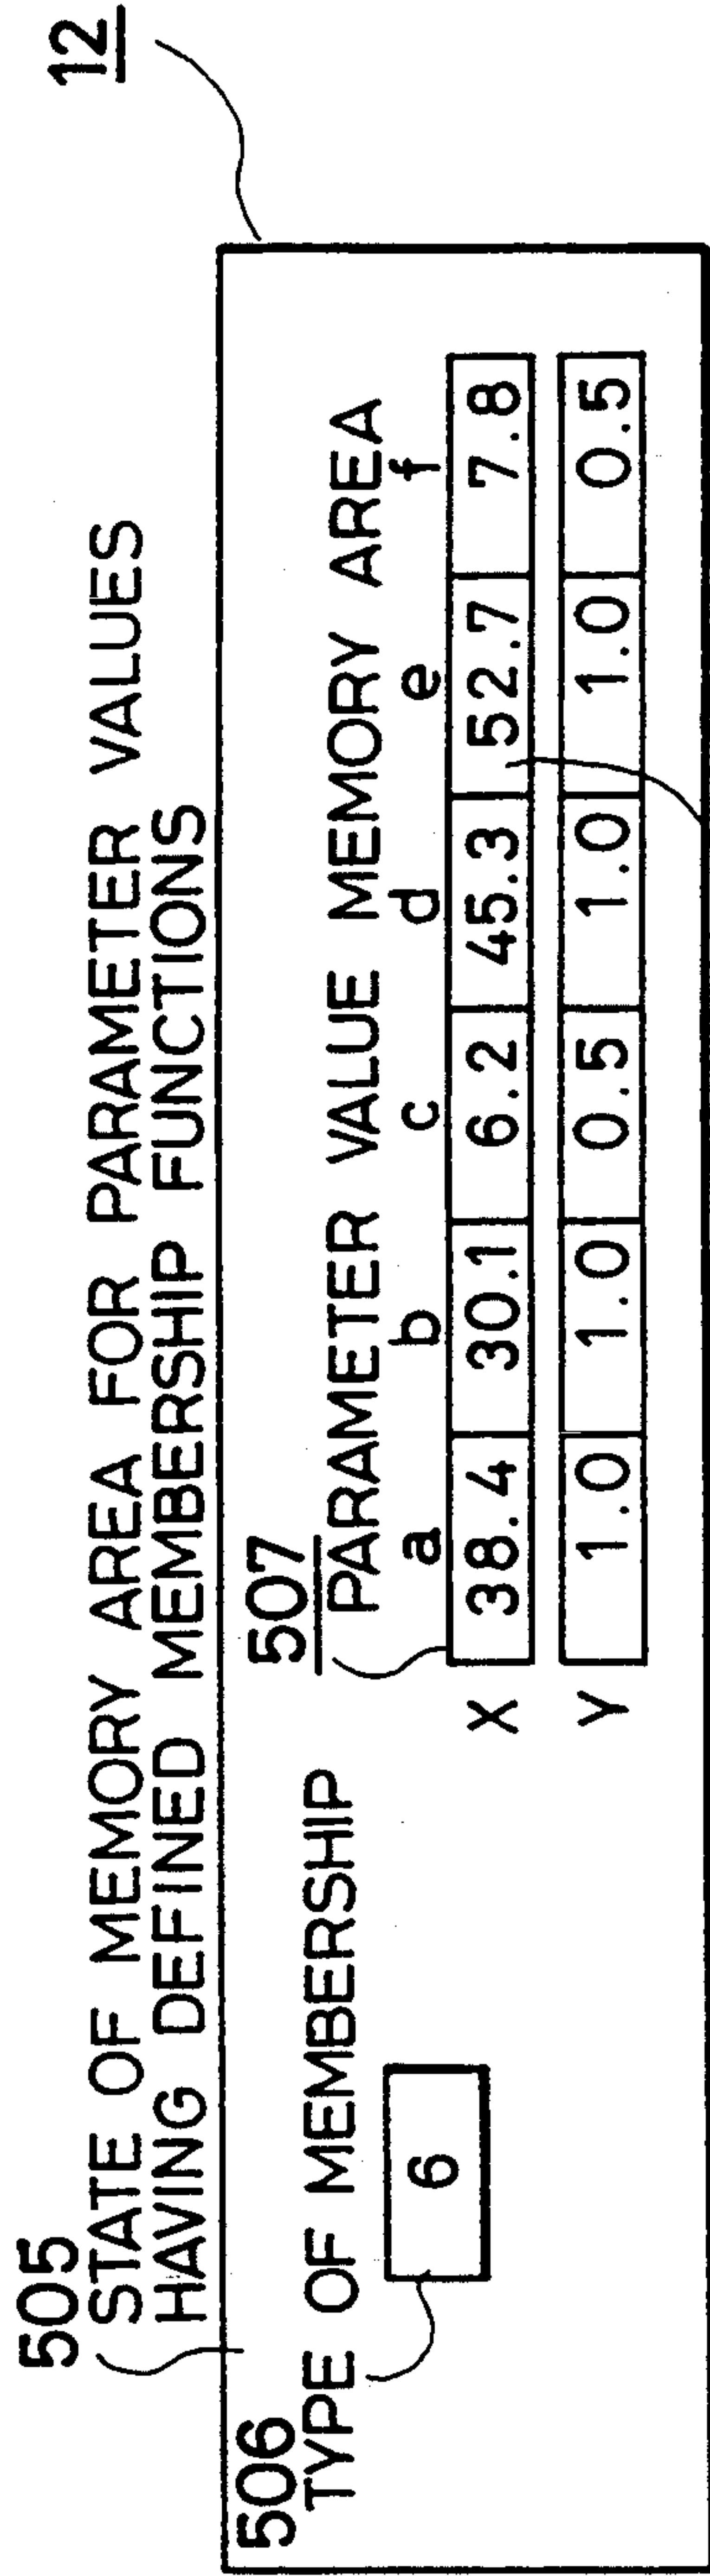 12
505
STATE OF MEMORY AREA FOR PARAMETER VALUES
HAVING DEFINED MEMBERSHIP FUNCTIONS
506
TYPE OF MEMBERSHIP
6
507
PARAMETER VALUE MEMORY AREA
a b c d e f
X 38.4 30.1 6.2 45.3 52.7 7.8
Y 1.0 1.0 0.5 1.0 1.0 0.5